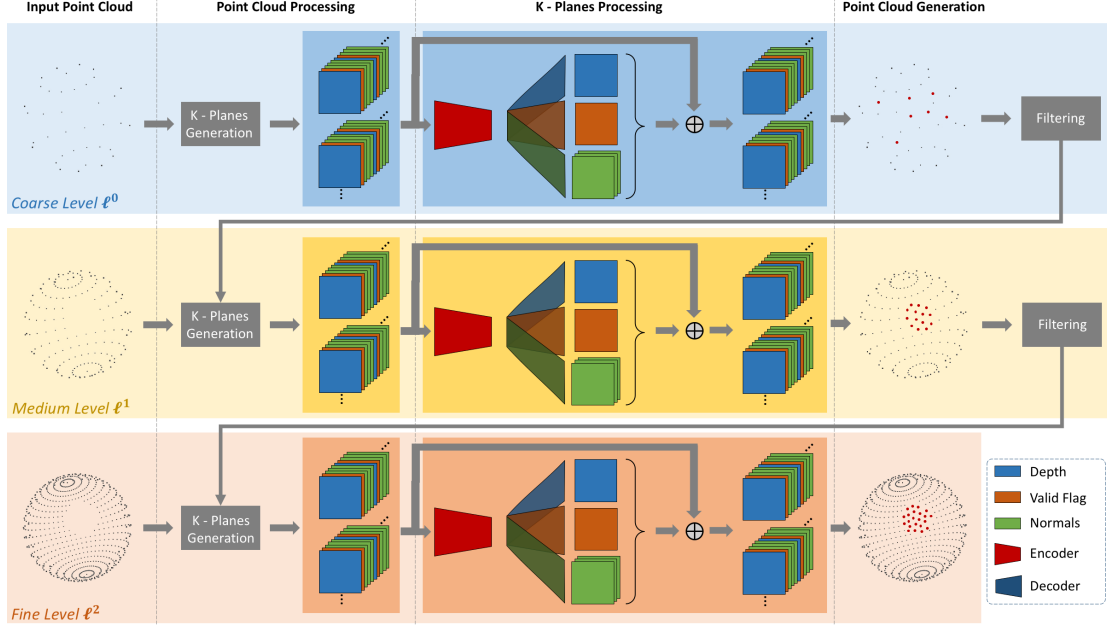 Input Point Cloud
Point Cloud Processing
K - Planes Processing
Point Cloud Generation
K - Planes
Generation
Filtering
Coarse Level ℓ⁰
K - Planes
Generation
Filtering
Medium Level ℓ¹
K - Planes
Generation
Fine Level ℓ²
Depth
Valid Flag
Normals
Encoder
Decoder